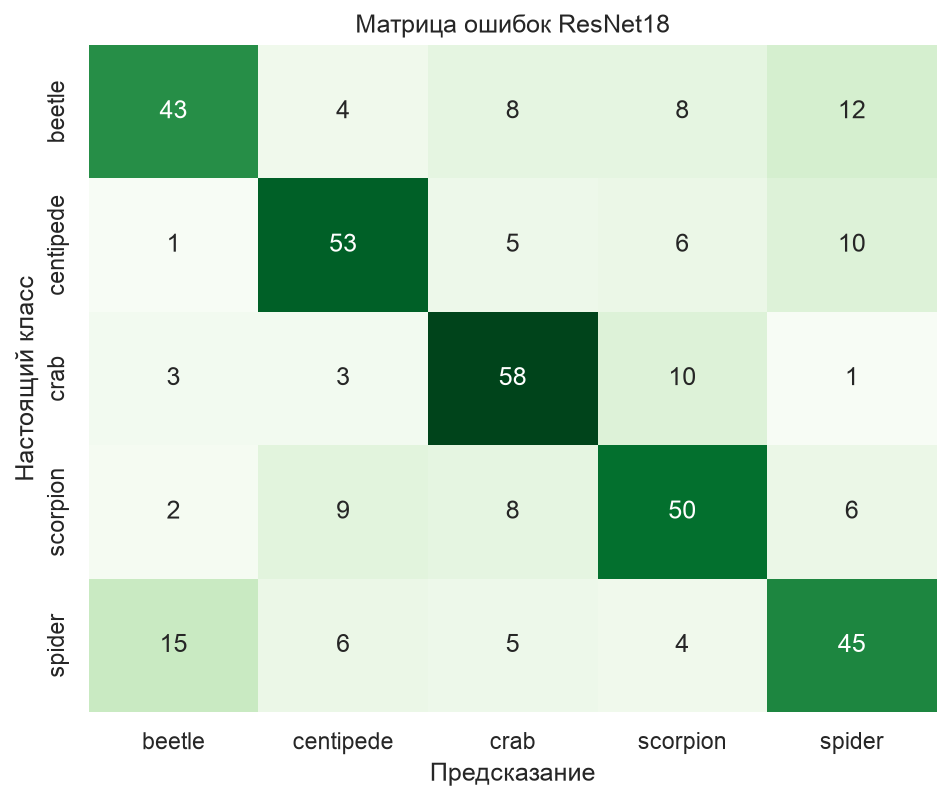 Матрица ошибок ResNet18
Настоящий класс
beetle 43 4 8 8 12
centipede 1 53 5 6 10
crab 3 3 58 10 1
scorpion 2 9 8 50 6
spider 15 6 5 4 45
beetle centipede crab scorpion spider
Предсказание